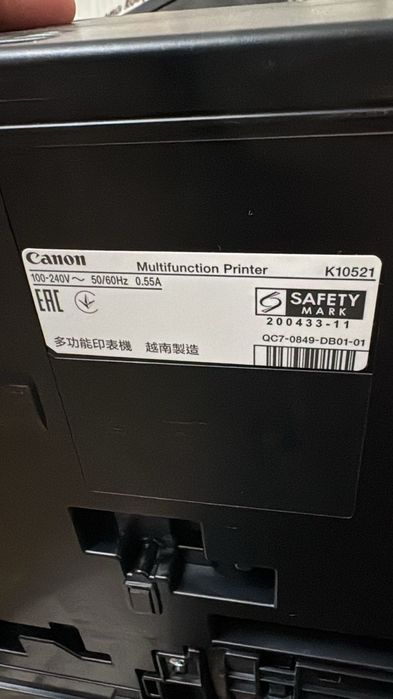 Canon
Multifunction Printer
K10521
100-240V～ 50/60Hz 0.55A
EAC
SAFETY
MARK
200433-11
QC7-0849-DB01-01
多功能印表機 越南製造